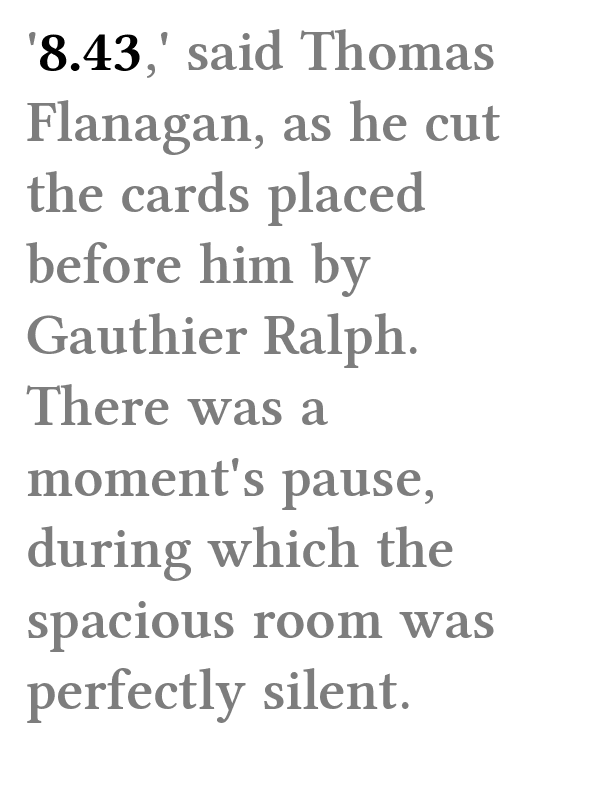 '8.43,' said Thomas
Flanagan, as he cut
the cards placed
before him by
Gauthier Ralph.
There was a
moment's pause,
during which the
spacious room was
perfectly silent.